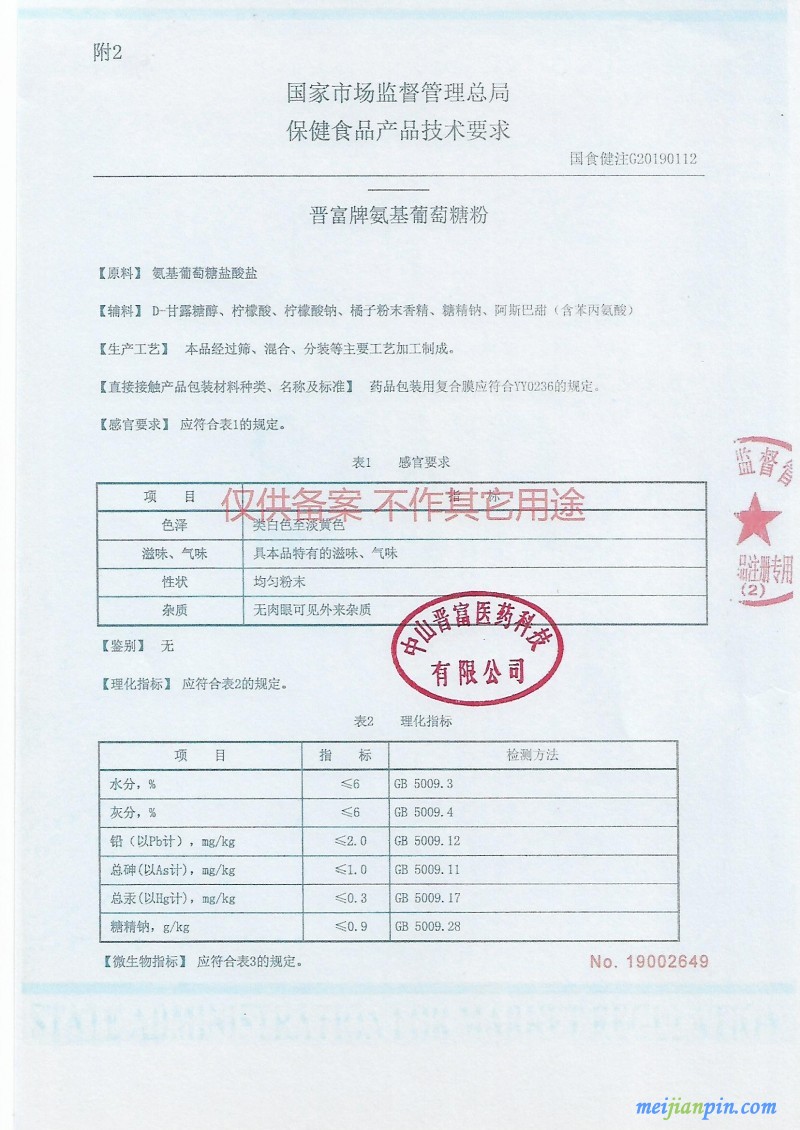 附2
国家市场监督管理总局
保健食品产品技术要求
国食健注G20190112
晋富牌氨基葡萄糖粉
【原料】 氨基葡萄糖盐酸盐
【辅料】 D-甘露糖醇、柠檬酸、柠檬酸钠、橘子粉末香精、糖精钠、阿斯巴甜（含苯丙氨酸）
【生产工艺】 本品经过筛、混合、分装等主要工艺加工制成。
【直接接触产品包装材料种类、名称及标准】 药品包装用复合膜应符合YY0236的规定。
【感官要求】 应符合表1的规定。
表1 感官要求
项 目 指 标
仅供备案 不作其它用途
色泽 类白色至淡黄色
滋味、气味 具本品特有的滋味、气味
性状 均匀粉末
杂质 无肉眼可见外来杂质
监督管
品注册专用
(2)
中山晋富医药科技
有限公司
【鉴别】 无
【理化指标】 应符合表2的规定。
表2 理化指标
项 目 指 标 检测方法
水分，% ≤6 GB 5009.3
灰分，% ≤6 GB 5009.4
铅（以Pb计），mg/kg ≤2.0 GB 5009.12
总砷(以As计)，mg/kg ≤1.0 GB 5009.11
总汞(以Hg计)，mg/kg ≤0.3 GB 5009.17
糖精钠，g/kg ≤0.9 GB 5009.28
【微生物指标】 应符合表3的规定。
No. 19002649
meijianpin.com